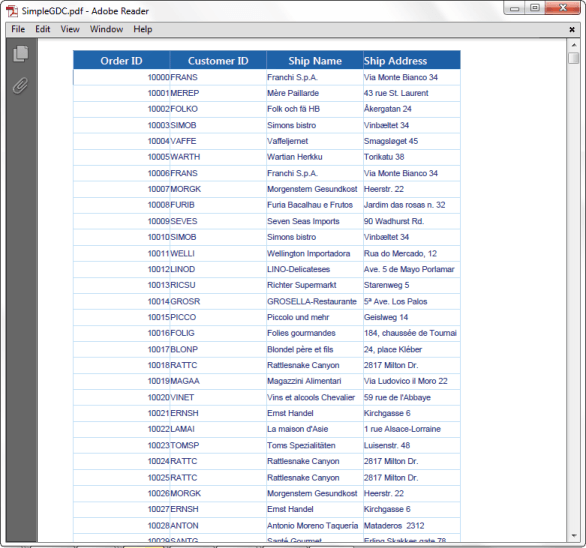 SimpleGDC.pdf - Adobe Reader
File Edit View Window Help
Order ID Customer ID Ship Name Ship Address
10000 FRANS Franchi S.p.A. Via Monte Bianco 34
10001 MEREP Mère Paillarde 43 rue St. Laurent
10002 FOLKO Folk och fä HB Åkergatan 24
10003 SIMOB Simons bistro Vinbæltet 34
10004 VAFFE Vaffeljernet Smagsløget 45
10005 WARTH Wartian Herkku Torikatu 38
10006 FRANS Franchi S.p.A. Via Monte Bianco 34
10007 MORGK Morgenstern Gesundkost Heerstr. 22
10008 FURIB Furia Bacalhau e Frutos Jardim das rosas n. 32
10009 SEVES Seven Seas Imports 90 Wadhurst Rd.
10010 SIMOB Simons bistro Vinbæltet 34
10011 WELLI Wellington Importadora Rua do Mercado, 12
10012 LINOD LINO-Delicateses Ave. 5 de Mayo Porlamar
10013 RICSU Richter Supermarkt Starenweg 5
10014 GROSR GROSELLA-Restaurante 5ª Ave. Los Palos
10015 PICCO Piccolo und mehr Geislweg 14
10016 FOLIG Folies gourmandes 184, chaussée de Tournai
10017 BLONP Blondel père et fils 24, place Kléber
10018 RATTC Rattlesnake Canyon 2817 Milton Dr.
10019 MAGAA Magazzini Alimentari Via Ludovico il Moro 22
10020 VINET Vins et alcools Chevalier 59 rue de l'Abbaye
10021 ERNSH Ernst Handel Kirchgasse 6
10022 LAMAI La maison d'Asie 1 rue Alsace-Lorraine
10023 TOMSP Toms Spezialitäten Luisenstr. 48
10024 RATTC Rattlesnake Canyon 2817 Milton Dr.
10025 RATTC Rattlesnake Canyon 2817 Milton Dr.
10026 MORGK Morgenstern Gesundkost Heerstr. 22
10027 ERNSH Ernst Handel Kirchgasse 6
10028 ANTON Antonio Moreno Taquería Mataderos 2312
10029 SANTG Santé Gourmet Erling Skakkes gate 78